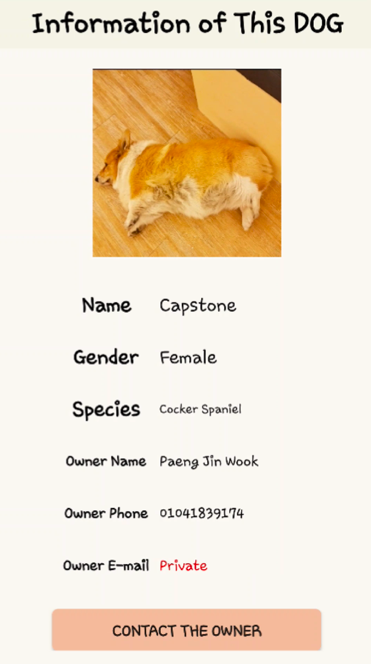 Information of This DOG
Name Capstone
Gender Female
Species Cocker Spaniel
Owner Name Paeng Jin Wook
Owner Phone 01041839174
Owner E-mail Private
CONTACT THE OWNER